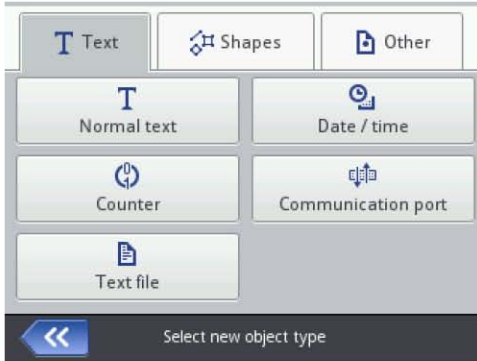 Text Shapes Other
Normal text Date / time
Counter Communication port
Text file
Select new object type